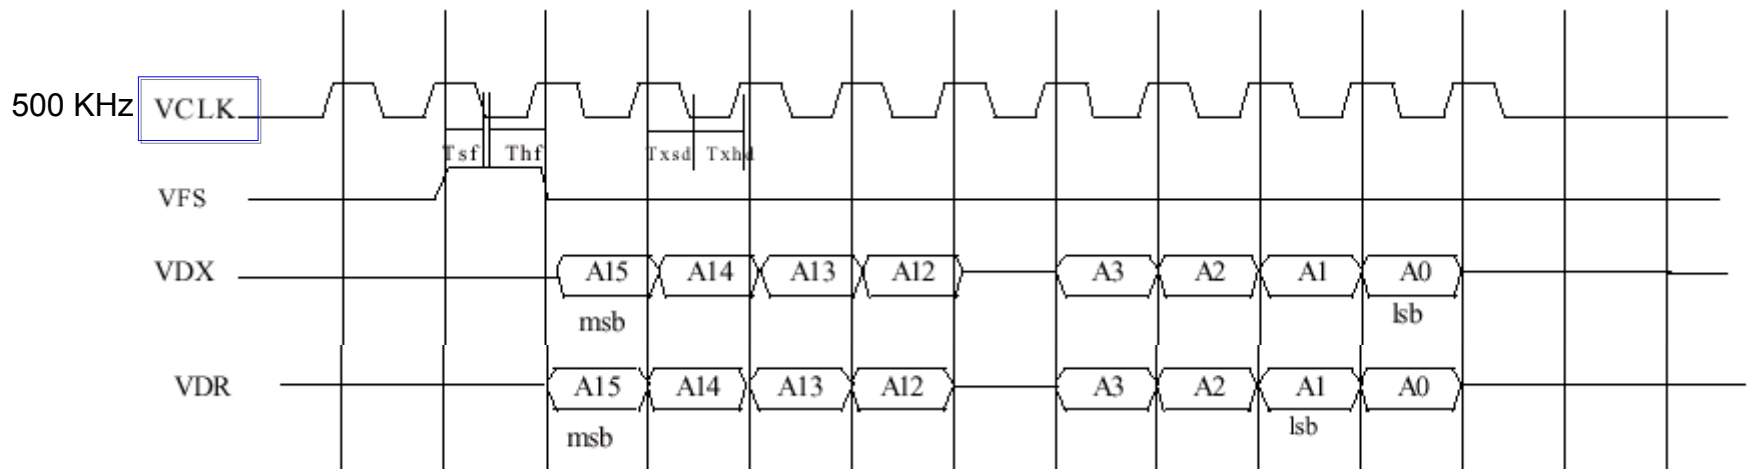 500 KHz VCLK
Tsf Thf Txsd Txhd
VFS
VDX A15 A14 A13 A12 A3 A2 A1 A0
msb lsb
VDR A15 A14 A13 A12 A3 A2 A1 A0
msb lsb